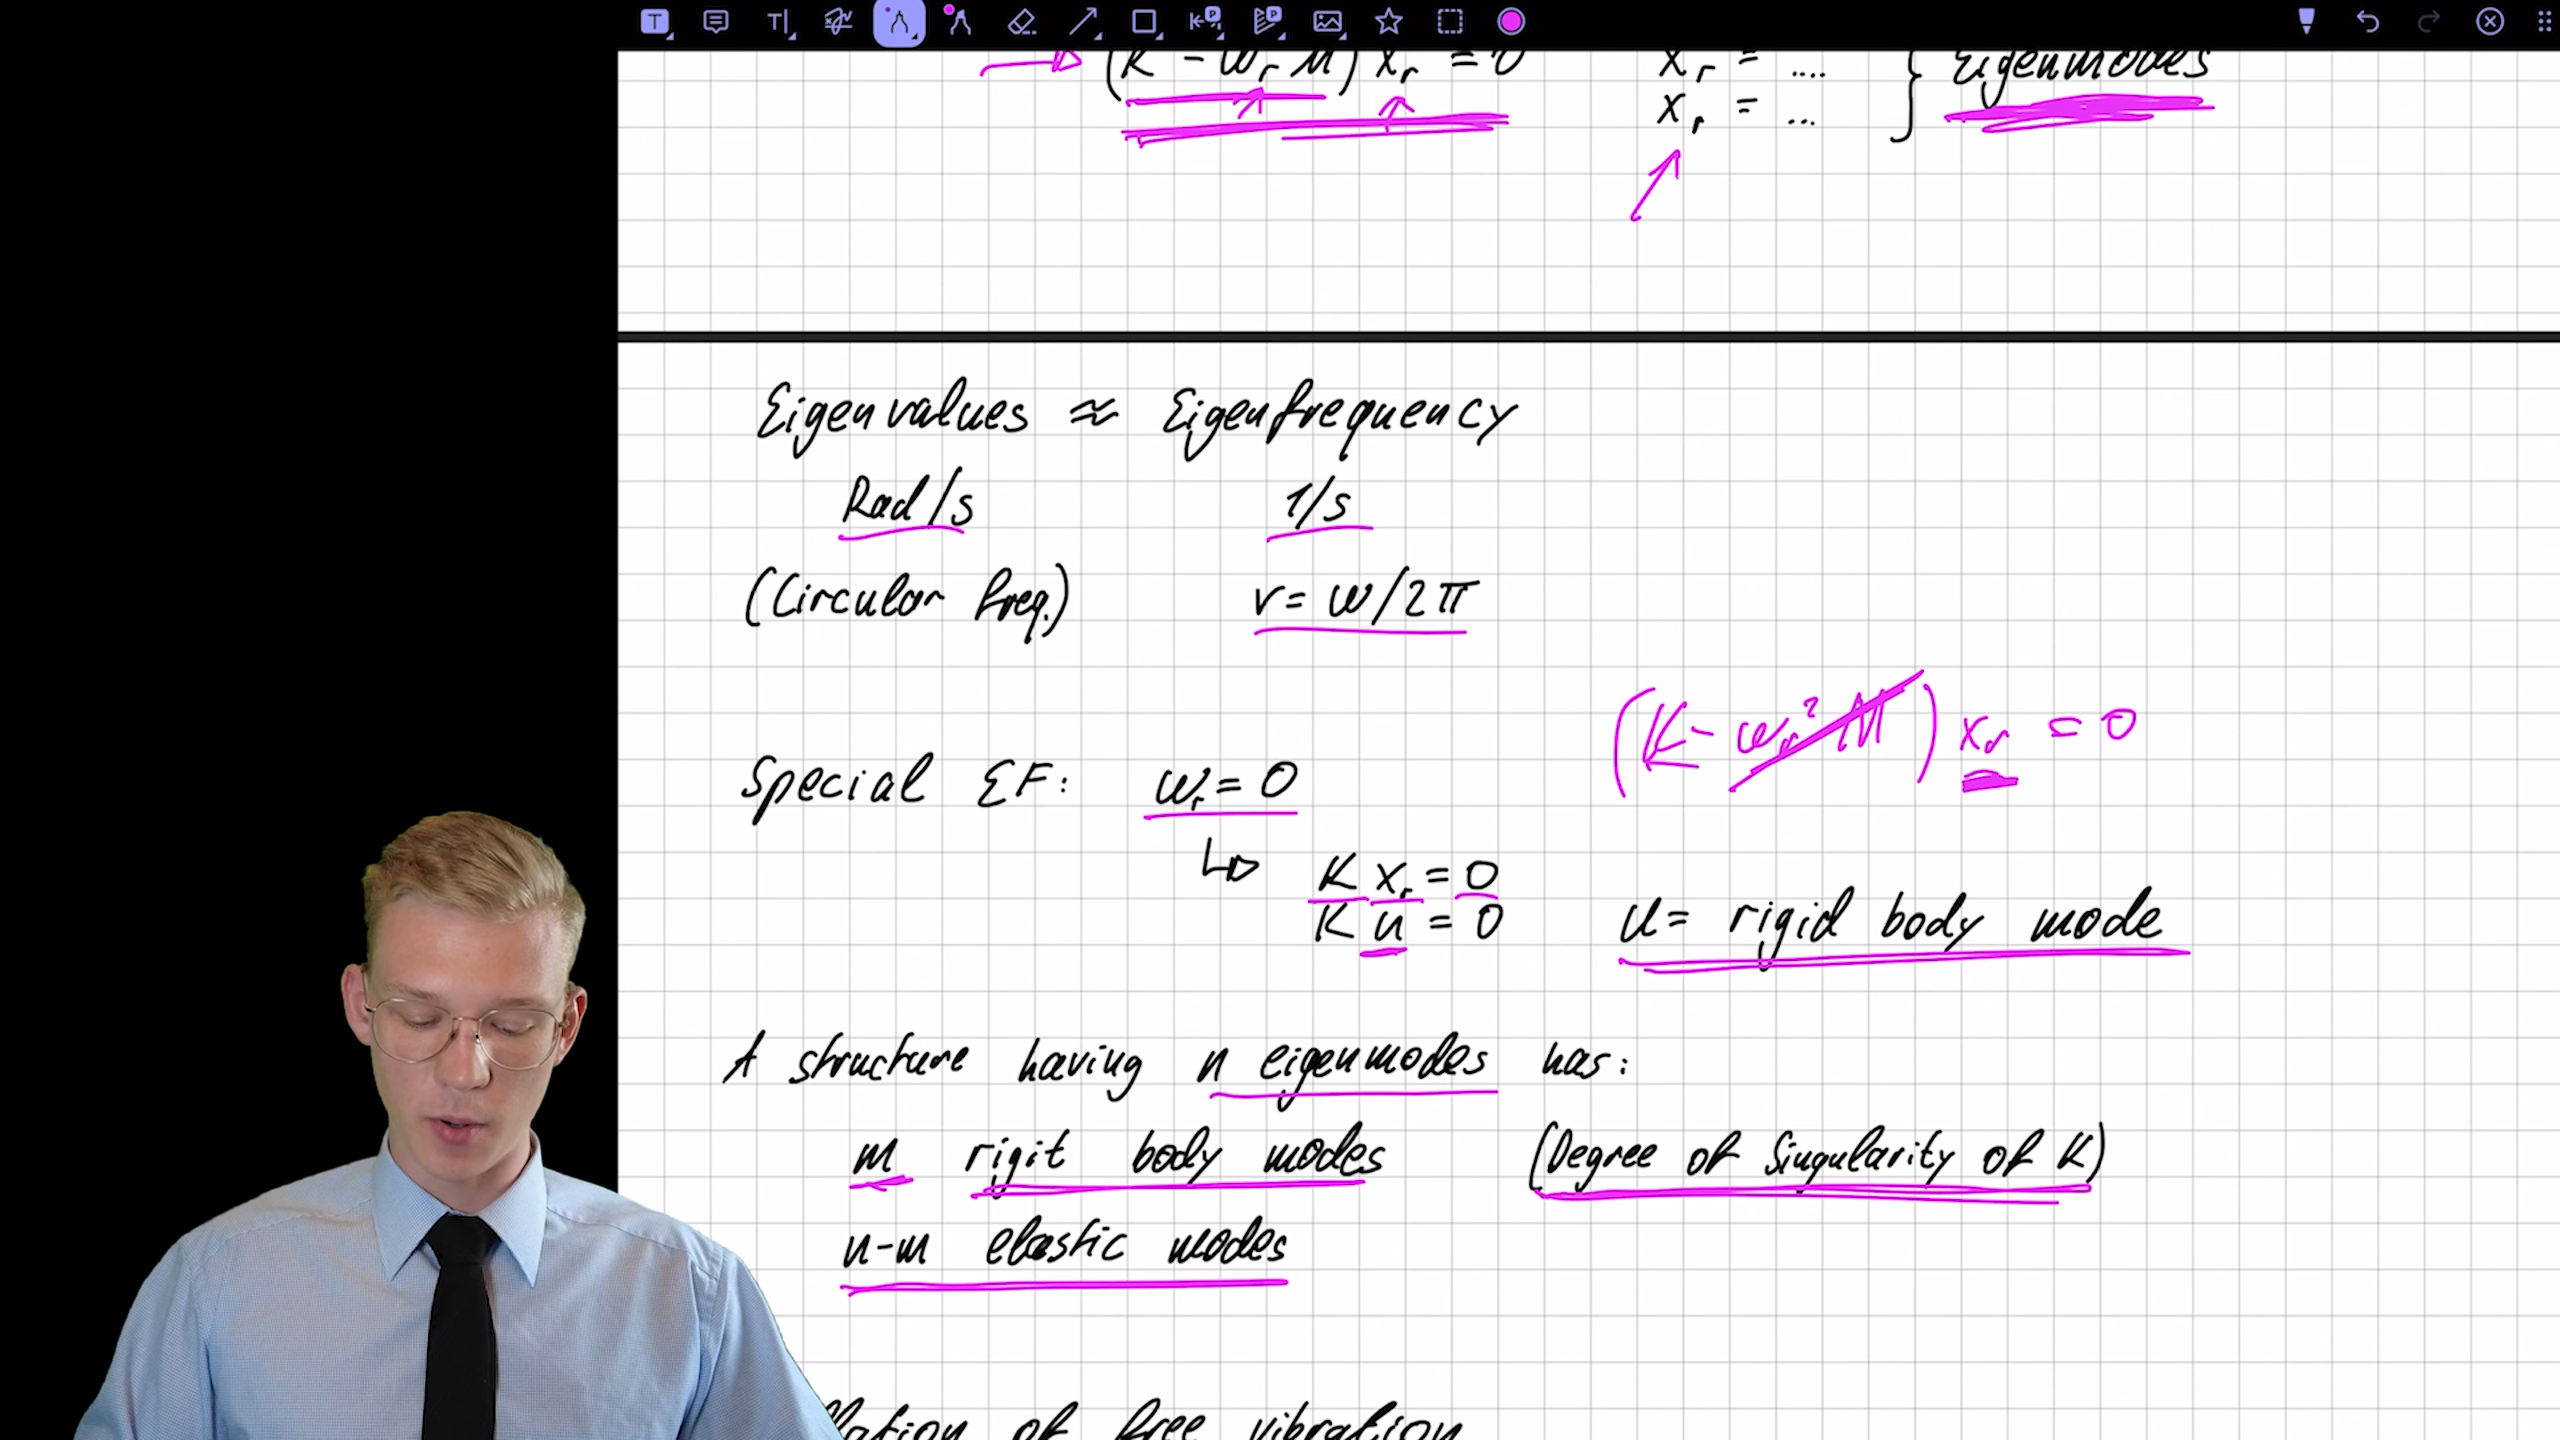 (K - ωr M) xr = 0
xr = ....
xr = ...
Eigenmodes
Eigenvalues ≈ Eigenfrequency
Rad/s 1/s
(Circular freq.) ν = ω/2π
(K - ωr² M) xr = 0
Special EF: ωr = 0
↳ K xr = 0
K u = 0 u = rigid body mode
A structure having n eigenmodes has:
m rigit body modes (Degree of Singularity of K)
n-m elastic modes
of free vibration